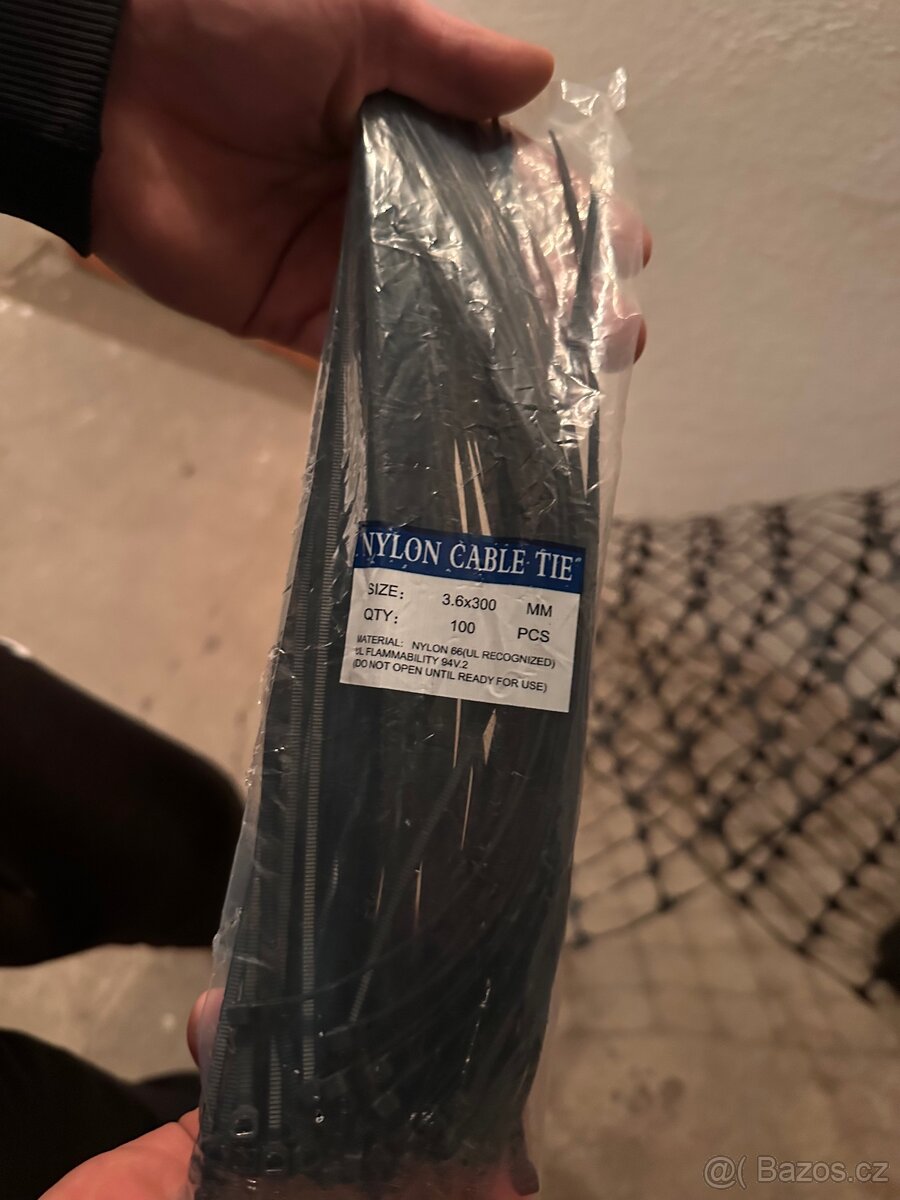 NYLON CABLE TIE
SIZE: 3.6x300 MM
QTY: 100 PCS
MATERIAL: NYLON 66(UL RECOGNIZED)
UL FLAMMABILITY 94V.2
(DO NOT OPEN UNTIL READY FOR USE)
@( Bazos.cz